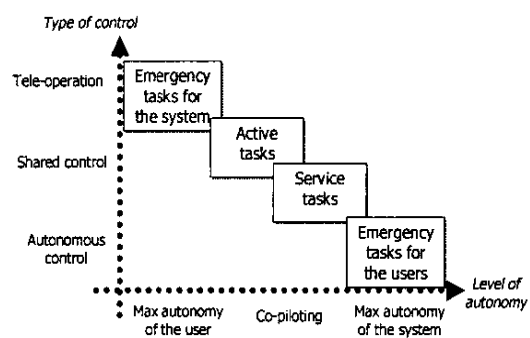 Type of control
Tele-operation
Emergency
tasks for
the system
Active
tasks
Shared control
Service
tasks
Autonomous
control
Emergency
tasks for
the users
Level of
autonomy
Max autonomy
of the user
Co-piloting
Max autonomy
of the system